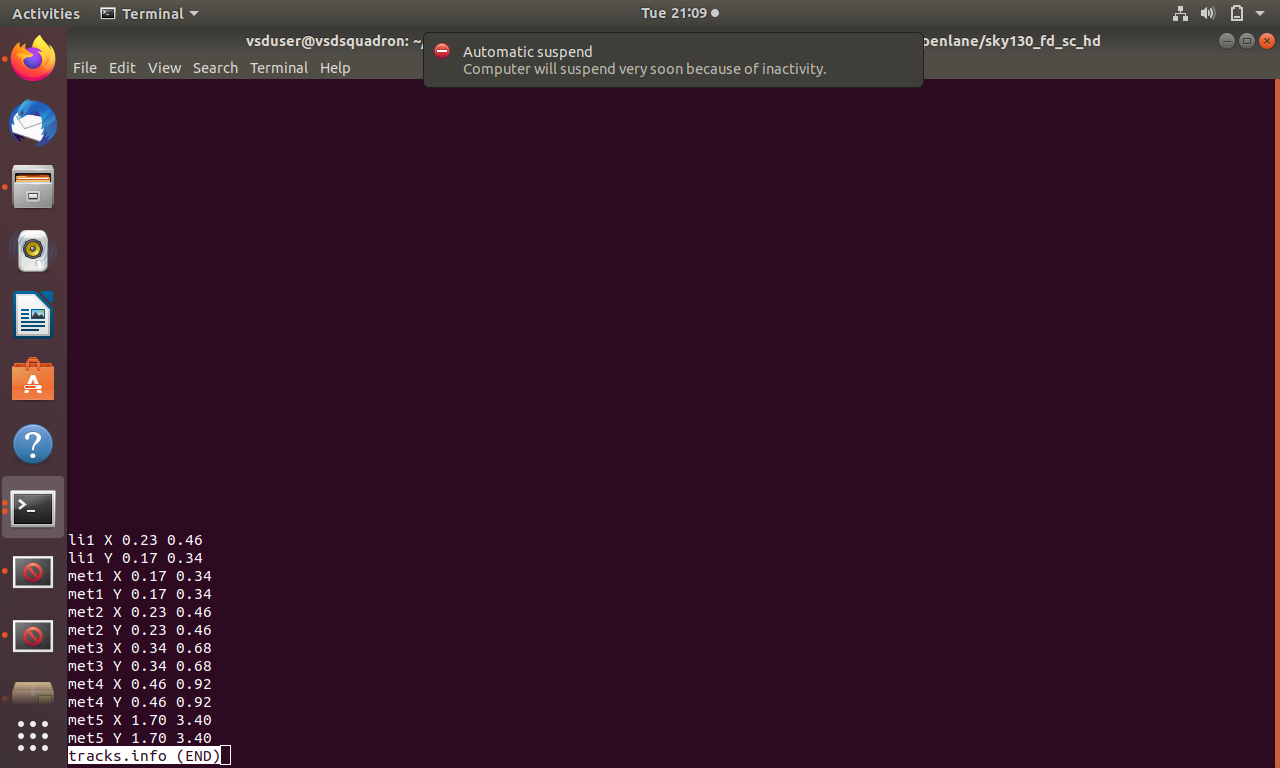 Activities Terminal Tue 21:09
vsduser@vsdsquadron: ~/ penlane/sky130_fd_sc_hd
Automatic suspend
Computer will suspend very soon because of inactivity.
File Edit View Search Terminal Help
li1 X 0.23 0.46
li1 Y 0.17 0.34
met1 X 0.17 0.34
met1 Y 0.17 0.34
met2 X 0.23 0.46
met2 Y 0.23 0.46
met3 X 0.34 0.68
met3 Y 0.34 0.68
met4 X 0.46 0.92
met4 Y 0.46 0.92
met5 X 1.70 3.40
met5 Y 1.70 3.40
tracks.info (END)